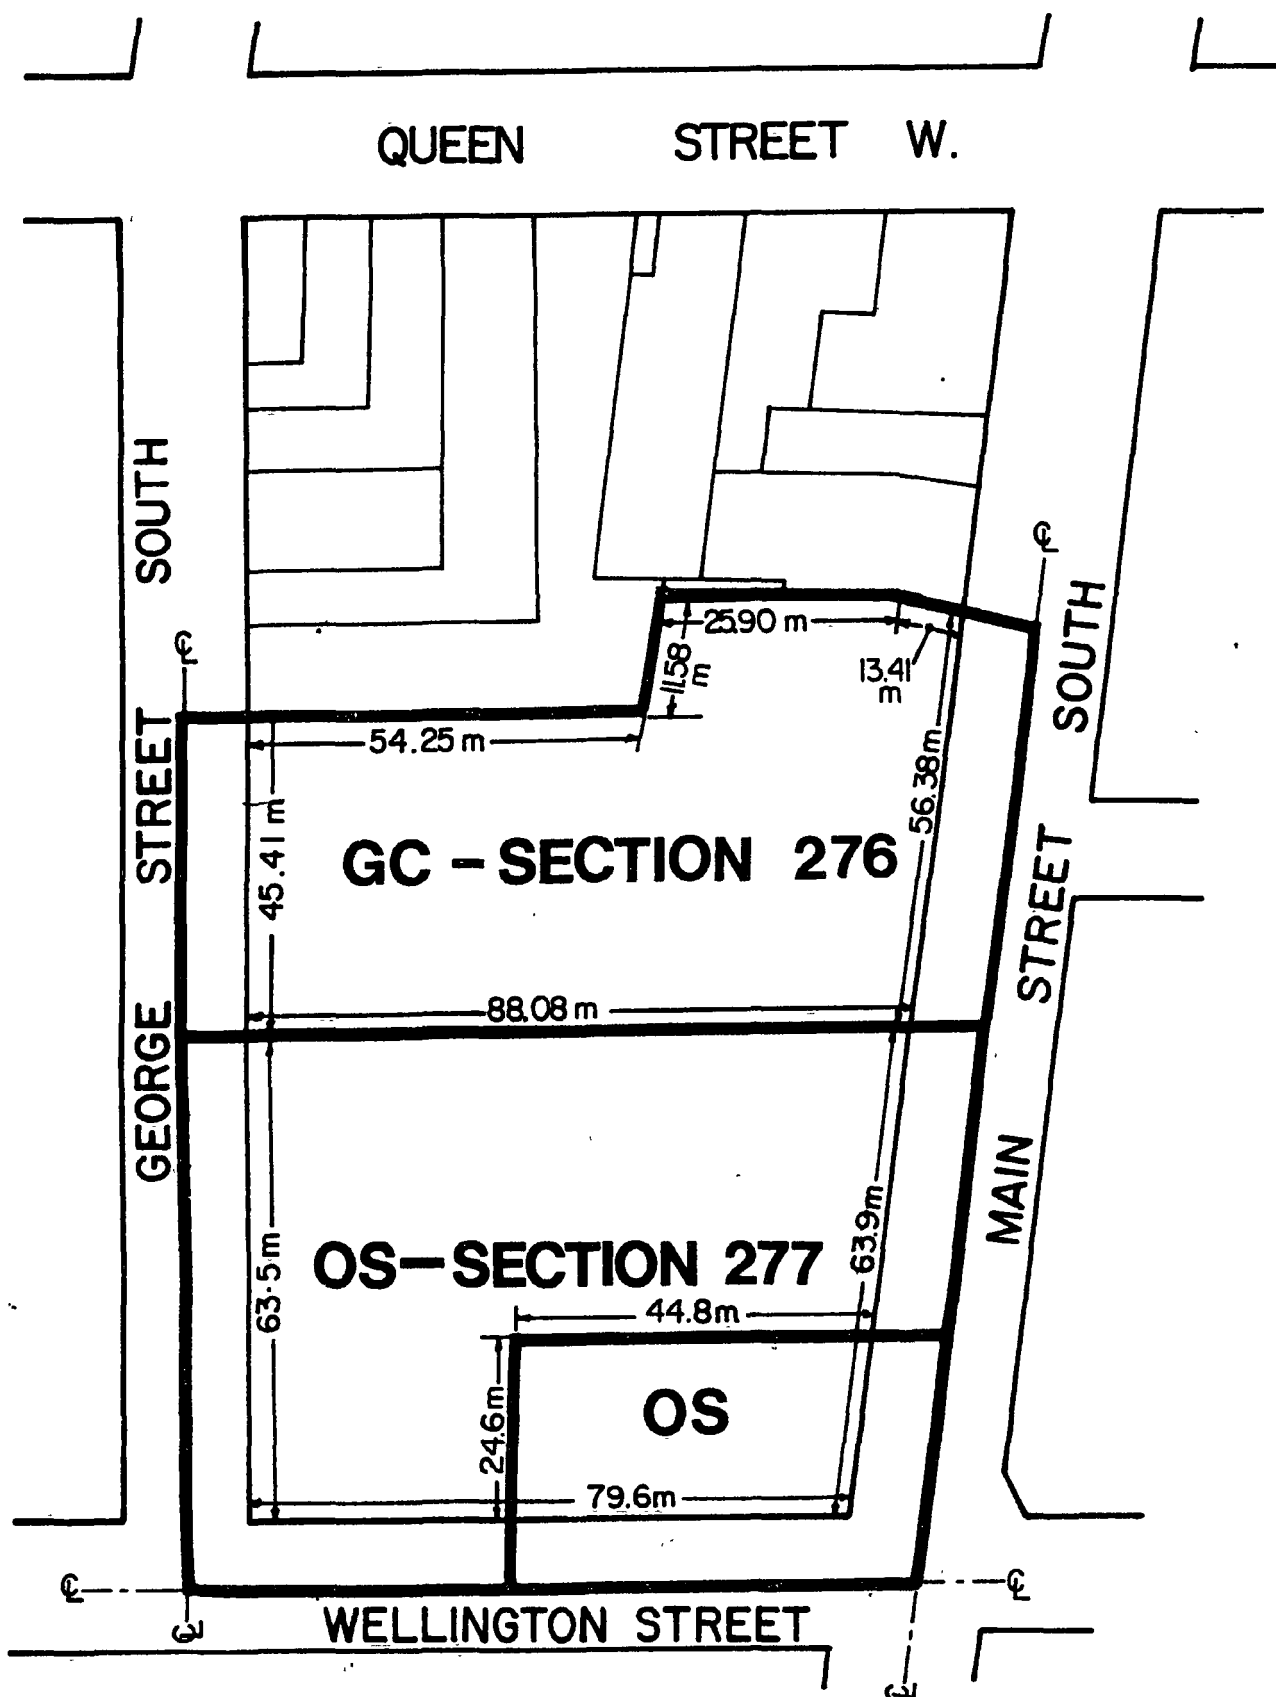 QUEEN STREET W.
GEORGE STREET SOUTH
MAIN STREET SOUTH
℄
℄
25.90 m
11.58 m
13.41 m
54.25 m
45.41 m
56.38m
GC - SECTION 276
88.08 m
63.5m
63.9m
OS-SECTION 277
44.8m
24.6m
OS
79.6m
℄
℄
WELLINGTON STREET
℄
℄